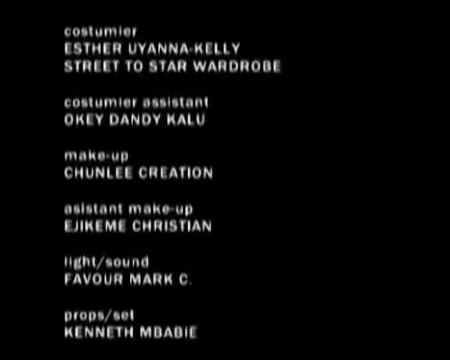 costumier
ESTHER UYANNA-KELLY
STREET TO STAR WARDROBE
costumier assistant
OKEY DANDY KALU
make-up
CHUNLEE CREATION
asistant make-up
EJIKEME CHRISTIAN
light/sound
FAVOUR MARK C.
props/set
KENNETH MBABIE